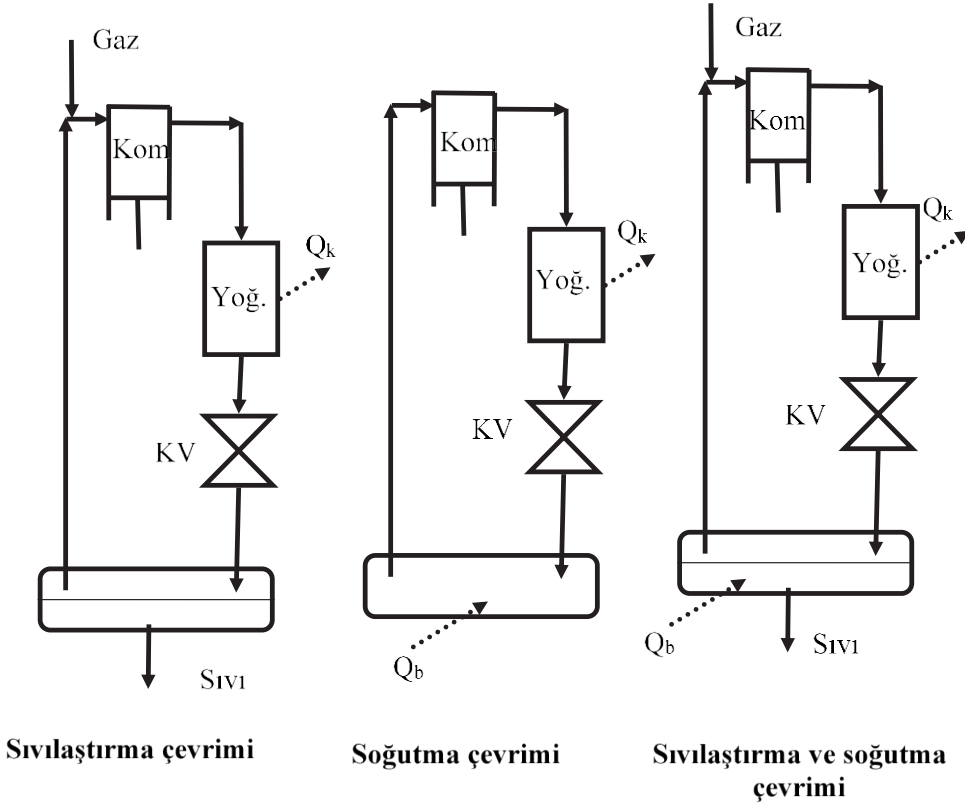 Gaz
Kom
Qk
Yoğ.
KV
Sıvı
Sıvılaştırma çevrimi
Kom
Qk
Yoğ.
KV
Qb
Soğutma çevrimi
Gaz
Kom
Qk
Yoğ.
KV
Qb
Sıvı
Sıvılaştırma ve soğutma
çevrimi